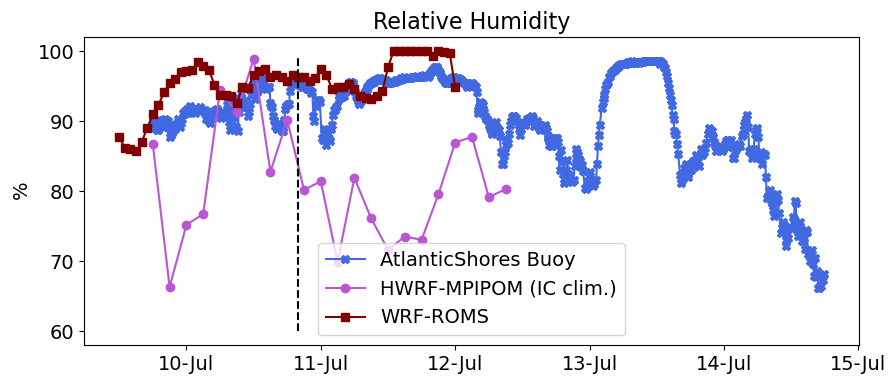 Relative Humidity
100
90
80
70
60
%
AtlanticShores Buoy
HWRF-MPIPOM (IC clim.)
WRF-ROMS
10-Jul 11-Jul 12-Jul 13-Jul 14-Jul 15-Jul